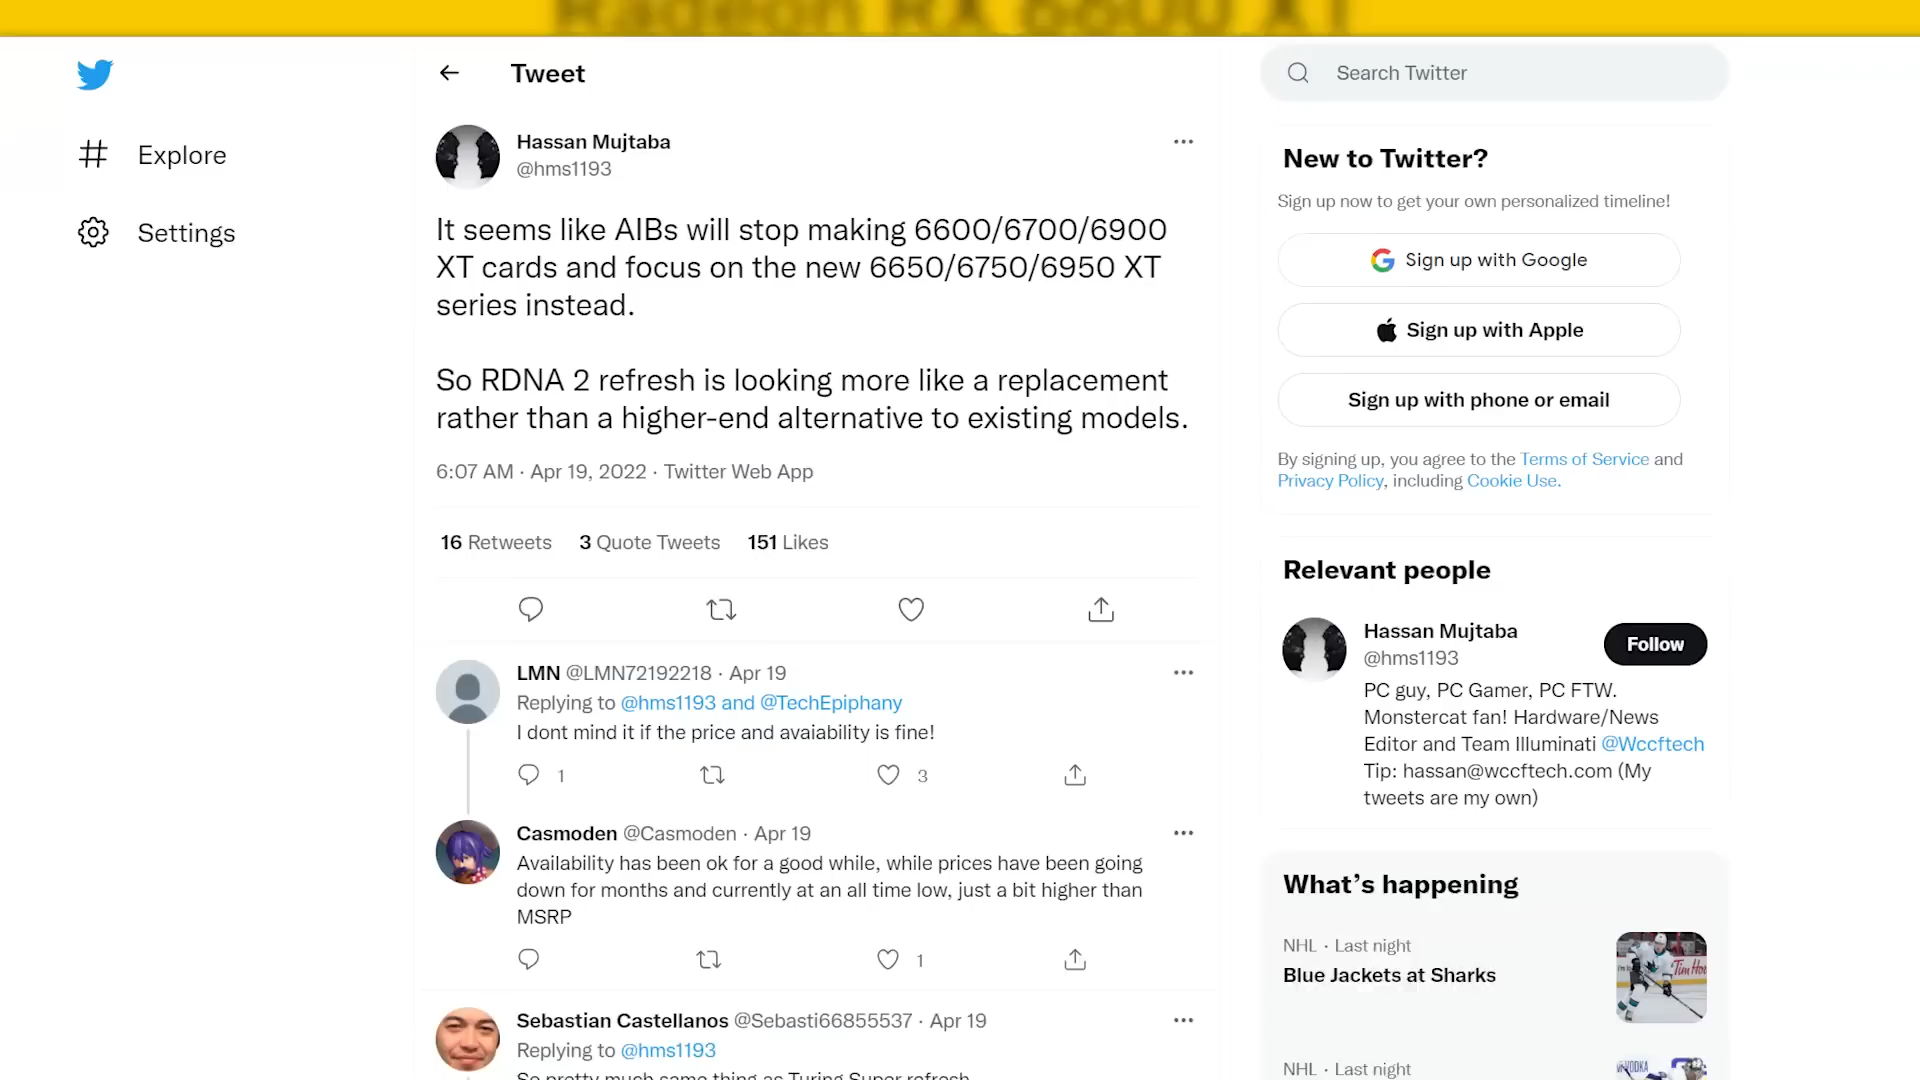 Radeon RX 6600 XT
Tweet
Search Twitter
Explore
Settings
Hassan Mujtaba
@hms1193
It seems like AIBs will stop making 6600/6700/6900
XT cards and focus on the new 6650/6750/6950 XT
series instead.
So RDNA 2 refresh is looking more like a replacement
rather than a higher-end alternative to existing models.
6:07 AM · Apr 19, 2022 · Twitter Web App
16 Retweets 3 Quote Tweets 151 Likes
LMN @LMN72192218 · Apr 19
Replying to @hms1193 and @TechEpiphany
I dont mind it if the price and avaiability is fine!
1 3
Casmoden @Casmoden · Apr 19
Availability has been ok for a good while, while prices have been going
down for months and currently at an all time low, just a bit higher than
MSRP
1
Sebastian Castellanos @Sebasti66855537 · Apr 19
Replying to @hms1193
So pretty much same thing as Turing Super refresh
New to Twitter?
Sign up now to get your own personalized timeline!
Sign up with Google
Sign up with Apple
Sign up with phone or email
By signing up, you agree to the Terms of Service and
Privacy Policy, including Cookie Use.
Relevant people
Hassan Mujtaba
@hms1193
Follow
PC guy, PC Gamer, PC FTW.
Monstercat fan! Hardware/News
Editor and Team Illuminati @Wccftech
Tip: hassan@wccftech.com (My
tweets are my own)
What's happening
NHL · Last night
Blue Jackets at Sharks
NHL · Last night